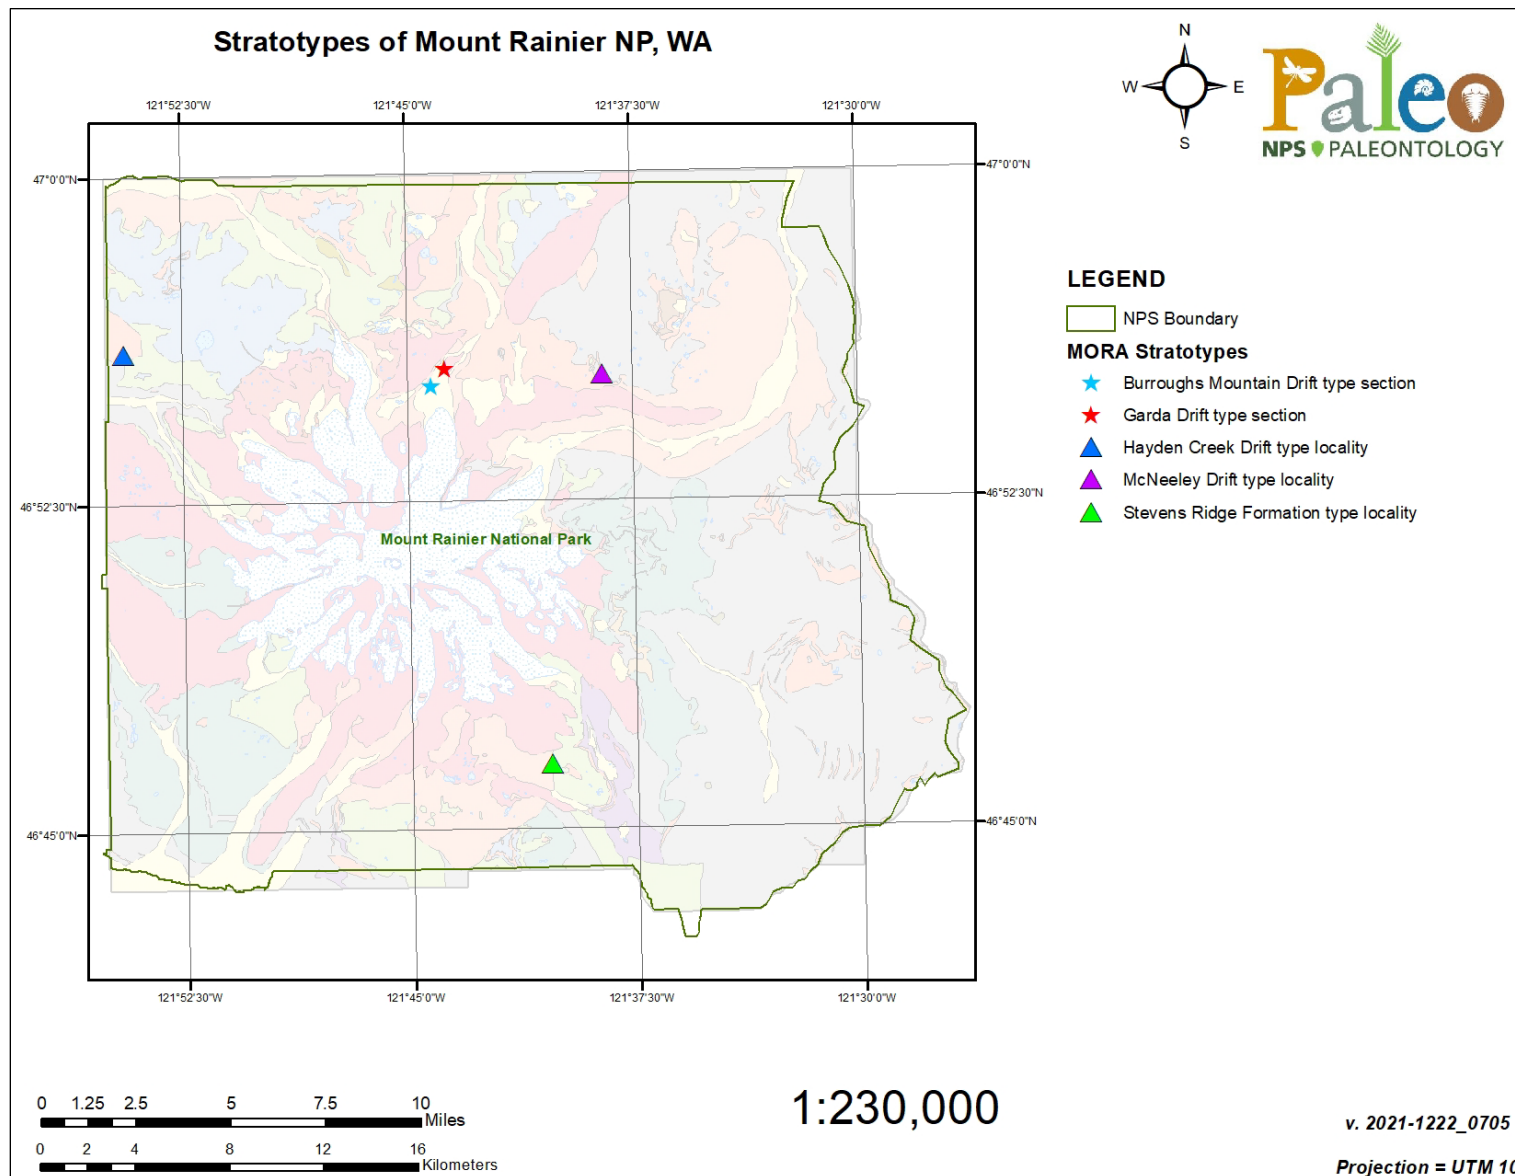 Stratotypes of Mount Rainier NP, WA
N
W E
S
Paleo
NPS PALEONTOLOGY
121°52'30"W 121°45'0"W 121°37'30"W 121°30'0"W
47°0'0"N 47°0'0"N
LEGEND
NPS Boundary
MORA Stratotypes
Burroughs Mountain Drift type section
Garda Drift type section
Hayden Creek Drift type locality
McNeeley Drift type locality
Stevens Ridge Formation type locality
46°52'30"N 46°52'30"N
Mount Rainier National Park
46°45'0"N 46°45'0"N
121°52'30"W 121°45'0"W 121°37'30"W 121°30'0"W
0 1.25 2.5 5 7.5 10
Miles
0 2 4 8 12 16
Kilometers
1:230,000
v. 2021-1222_0705
Projection = UTM 10